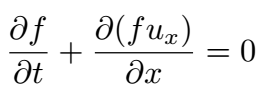 ∂f/∂t + ∂(fu_x)/∂x = 0